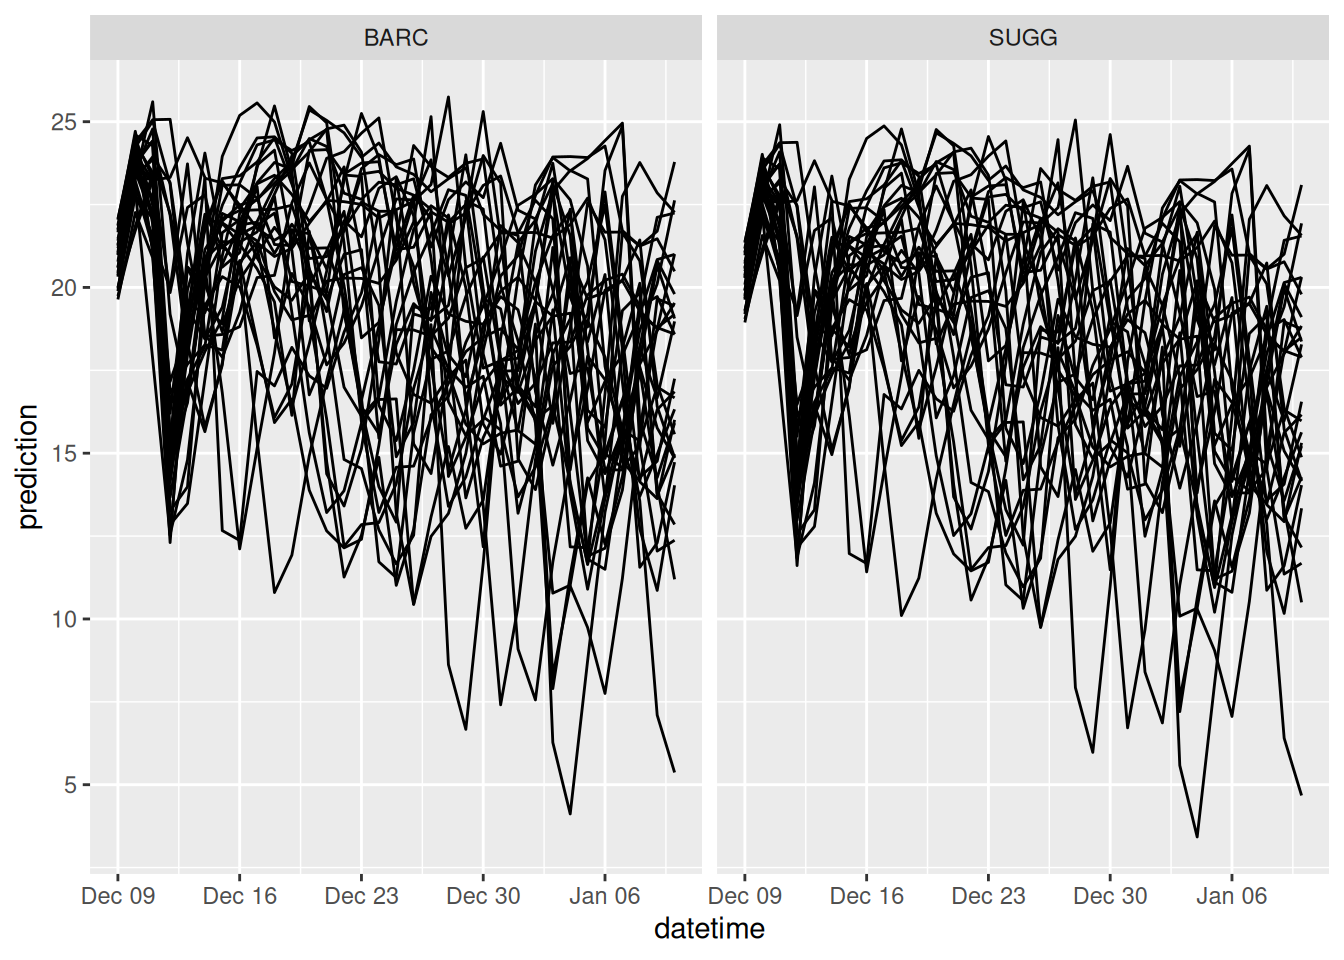 BARC SUGG
prediction
25
20
15
10
5
Dec 09 Dec 16 Dec 23 Dec 30 Jan 06 Dec 09 Dec 16 Dec 23 Dec 30 Jan 06
datetime